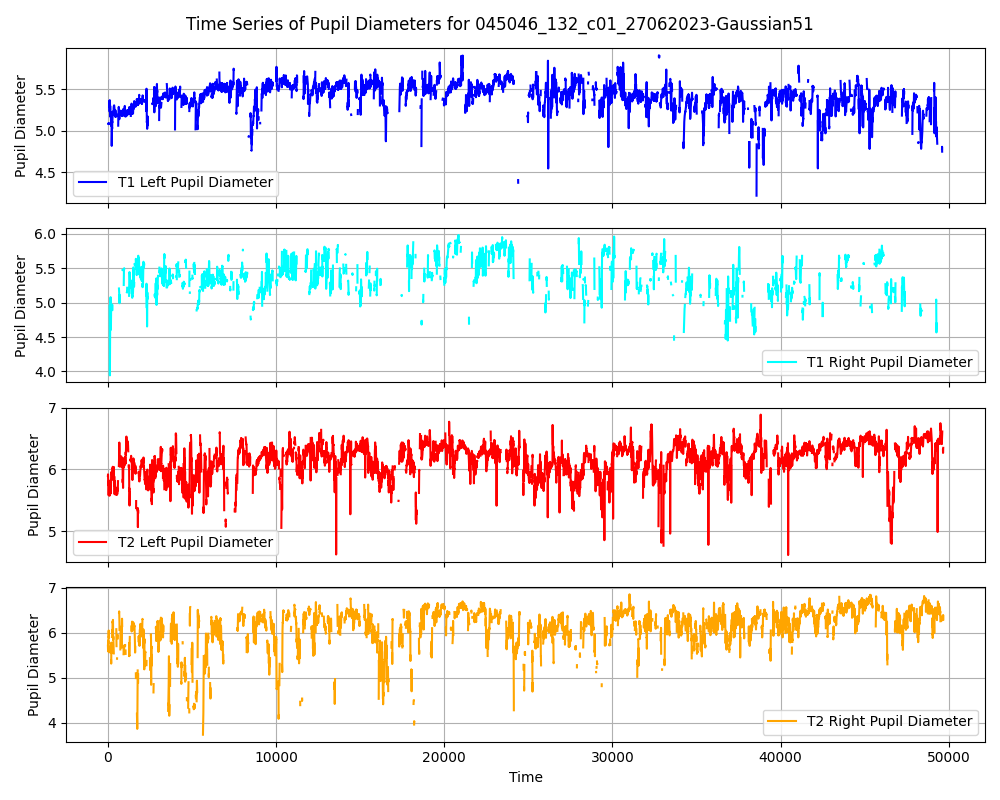 Time Series of Pupil Diameters for 045046_132_c01_27062023-Gaussian51
Pupil Diameter
5.5
5.0
4.5
T1 Left Pupil Diameter
Pupil Diameter
6.0
5.5
5.0
4.5
4.0
T1 Right Pupil Diameter
Pupil Diameter
7
6
5
T2 Left Pupil Diameter
Pupil Diameter
7
6
5
4
T2 Right Pupil Diameter
0 10000 20000 30000 40000 50000
Time